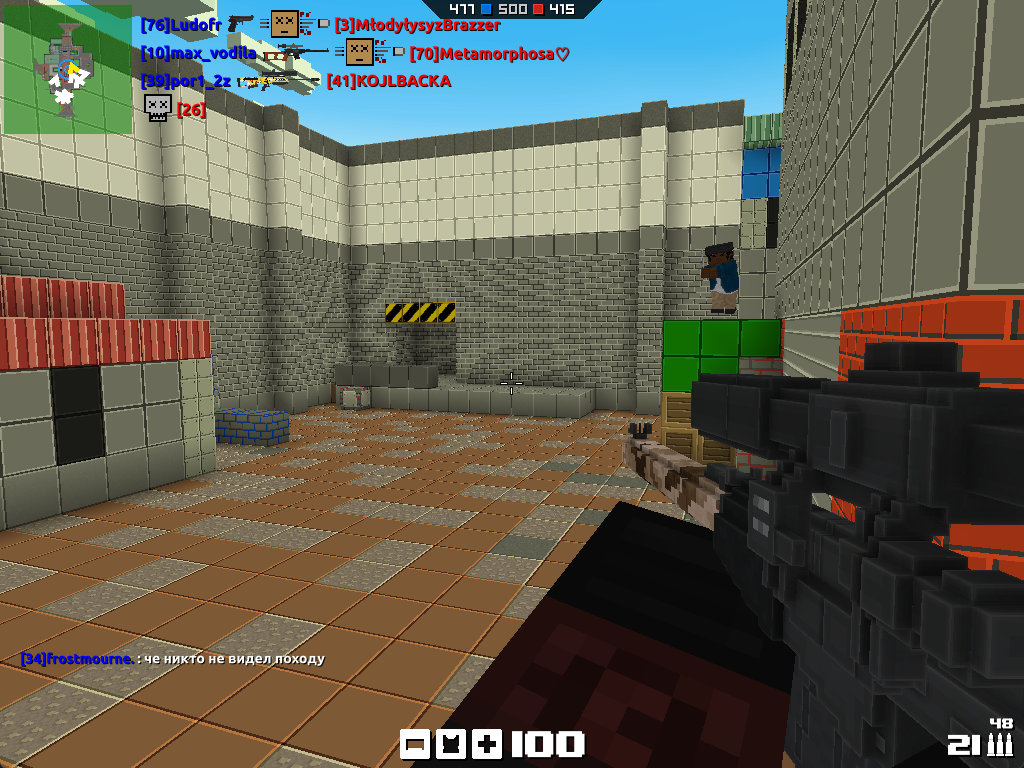 477 500 415
[76]Ludofr [3]MłodyłysyzBrazzer
[10]max_vodila [70]Metamorphosa♡
[39]por1_2z [41]KOJLBACKA
[26]
[34]frostmourne. : че никто не видел походу
100
48
21